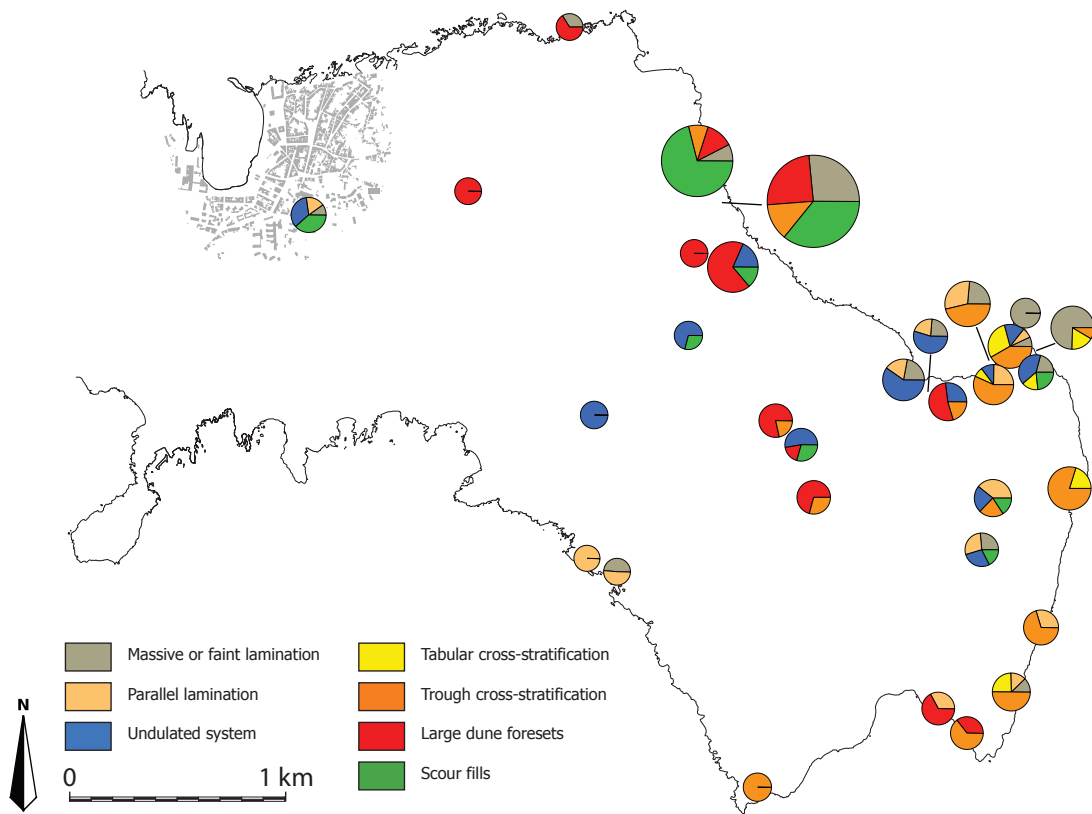 Massive or faint lamination
Parallel lamination
Undulated system
Tabular cross-stratification
Trough cross-stratification
Large dune foresets
Scour fills
N
0 1 km